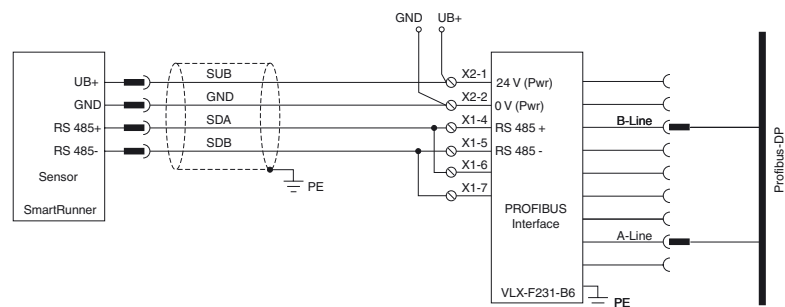 GND UB+
UB+ SUB X2-1 24 V (Pwr)
GND GND X2-2 0 V (Pwr)
RS 485+ SDA X1-4 RS 485 + B-Line
RS 485- SDB X1-5 RS 485 -
X1-6
Sensor PE X1-7
SmartRunner
PROFIBUS
Interface
A-Line
VLX-F231-B6 PE
Profibus-DP